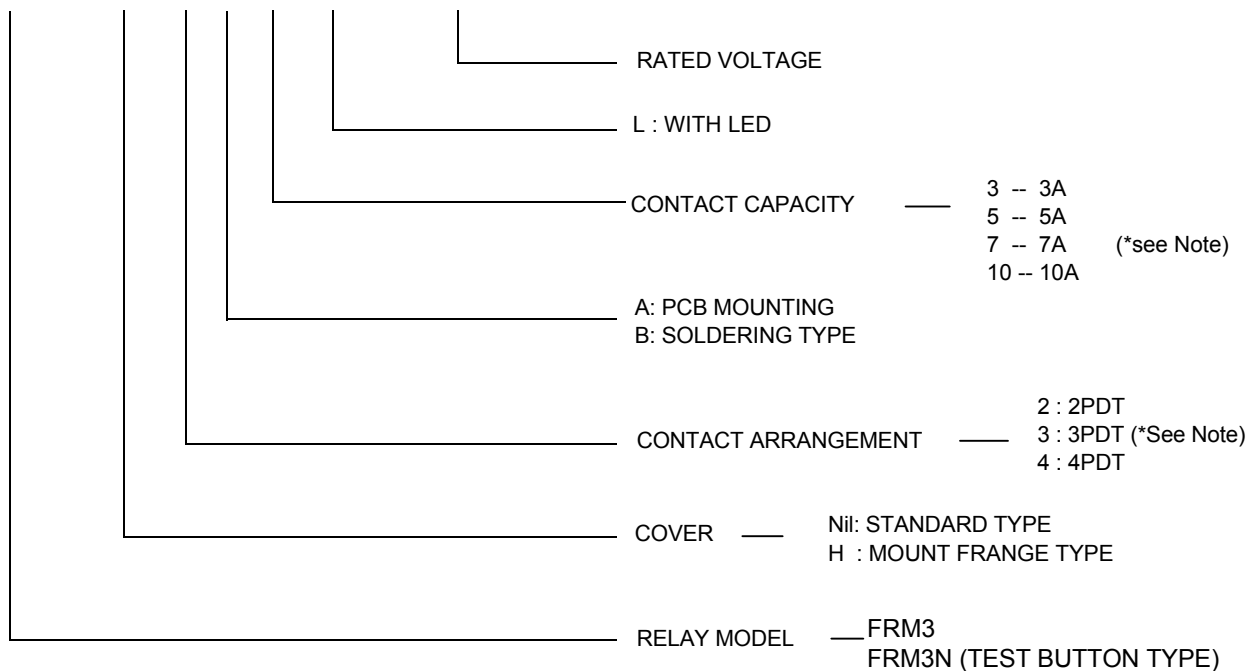 RATED VOLTAGE
L : WITH LED
CONTACT CAPACITY
3 -- 3A
5 -- 5A
7 -- 7A (*see Note)
10 -- 10A
A: PCB MOUNTING
B: SOLDERING TYPE
CONTACT ARRANGEMENT
2 : 2PDT
3 : 3PDT (*See Note)
4 : 4PDT
COVER
Nil: STANDARD TYPE
H : MOUNT FRANGE TYPE
RELAY MODEL
FRM3
FRM3N (TEST BUTTON TYPE)